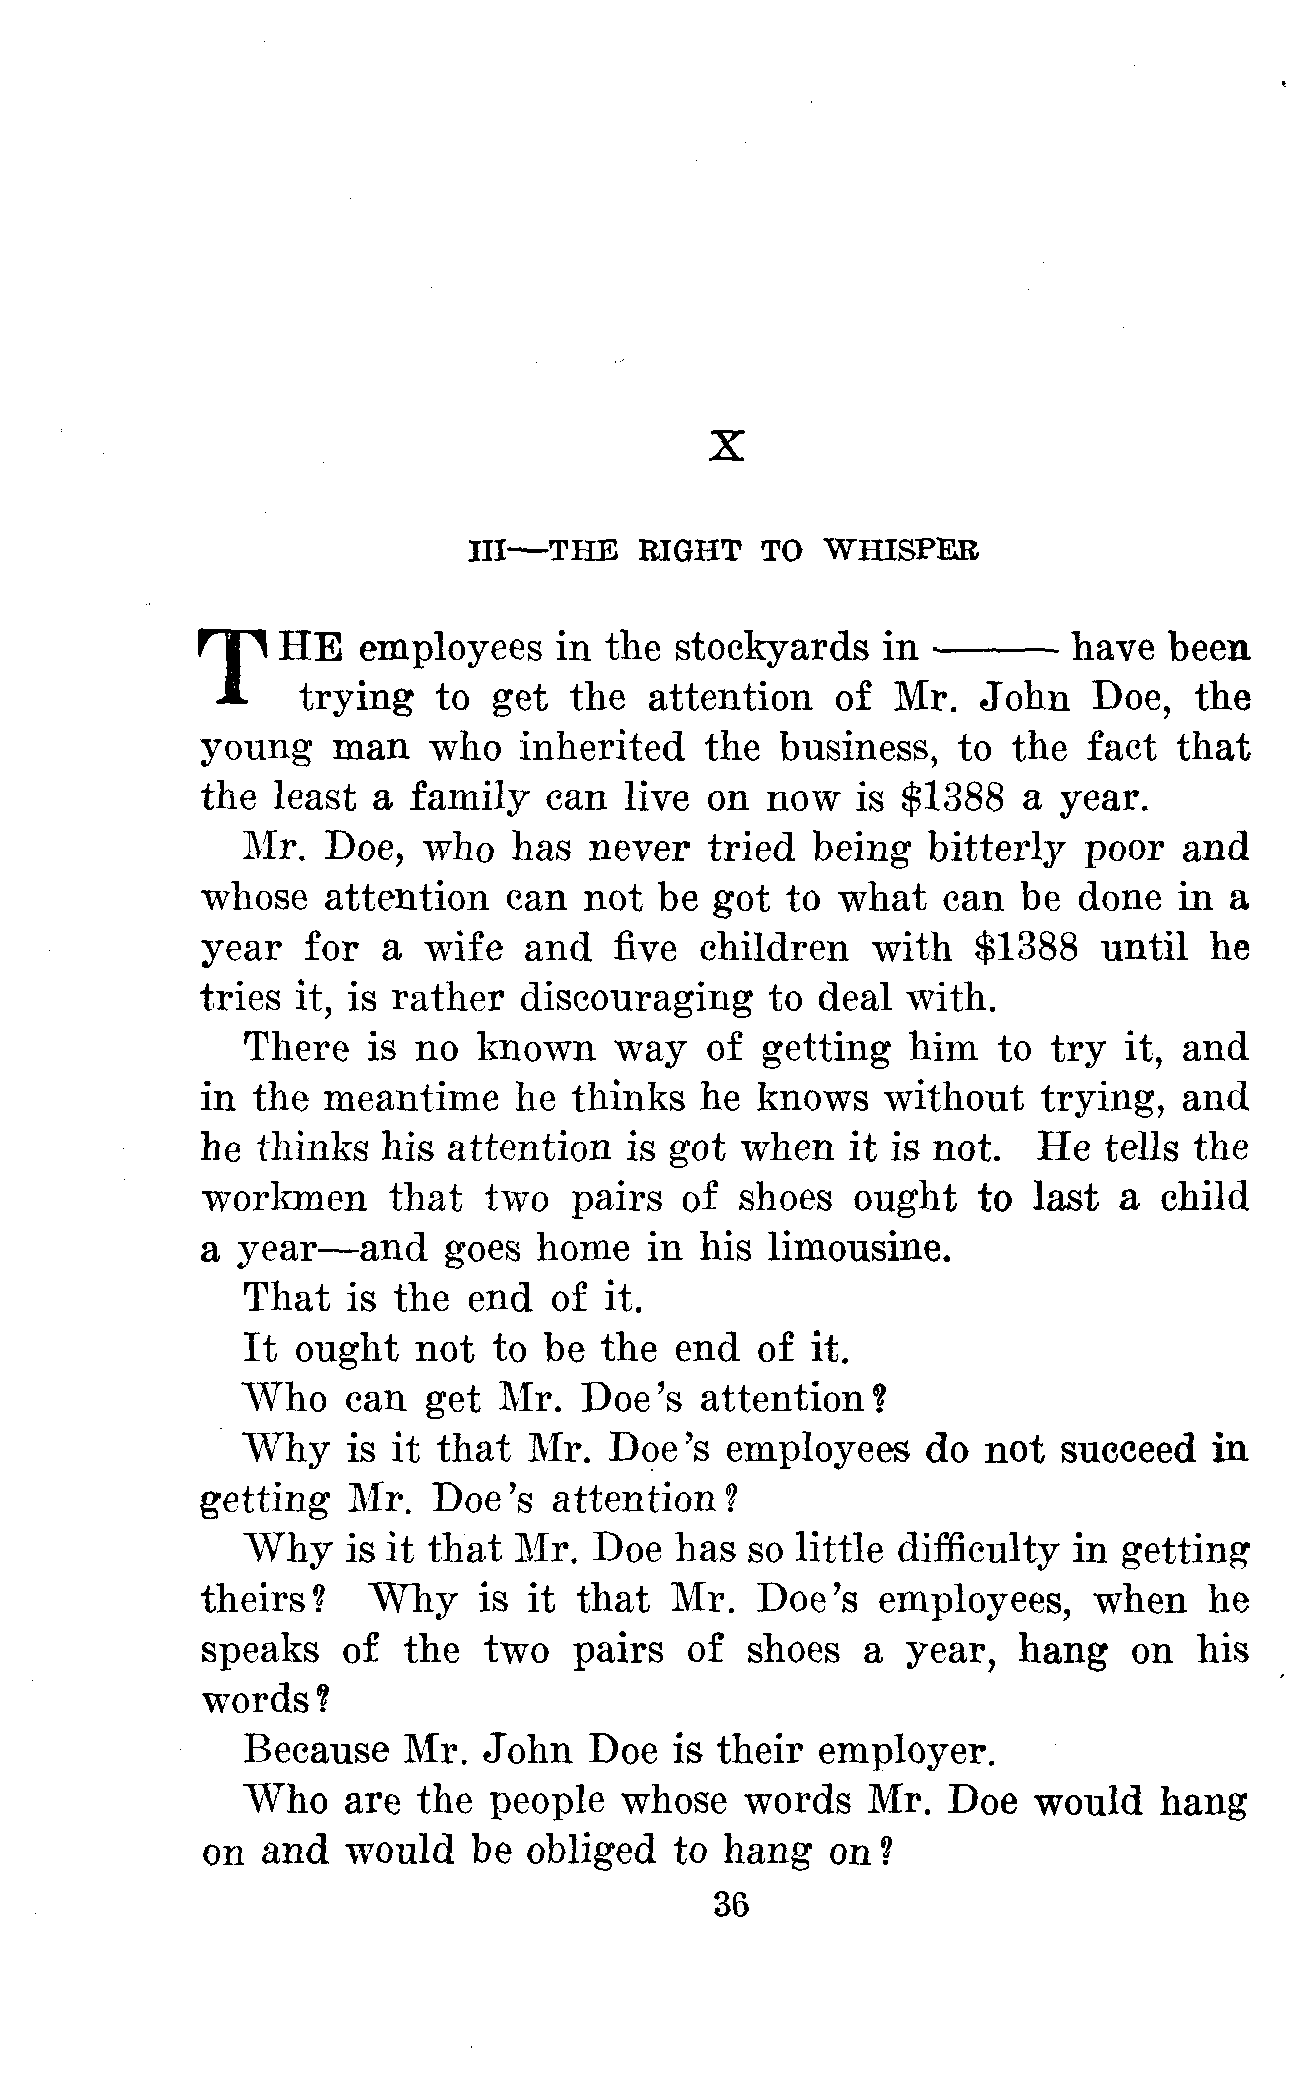 X
III—THE RIGHT TO WHISPER
THE employees in the stockyards in ——— have been
trying to get the attention of Mr. John Doe, the
young man who inherited the business, to the fact that
the least a family can live on now is $1388 a year.
Mr. Doe, who has never tried being bitterly poor and
whose attention can not be got to what can be done in a
year for a wife and five children with $1388 until he
tries it, is rather discouraging to deal with.
There is no known way of getting him to try it, and
in the meantime he thinks he knows without trying, and
he thinks his attention is got when it is not. He tells the
workmen that two pairs of shoes ought to last a child
a year—and goes home in his limousine.
That is the end of it.
It ought not to be the end of it.
Who can get Mr. Doe's attention?
Why is it that Mr. Doe's employees do not succeed in
getting Mr. Doe's attention?
Why is it that Mr. Doe has so little difficulty in getting
theirs? Why is it that Mr. Doe's employees, when he
speaks of the two pairs of shoes a year, hang on his
words?
Because Mr. John Doe is their employer.
Who are the people whose words Mr. Doe would hang
on and would be obliged to hang on?
36